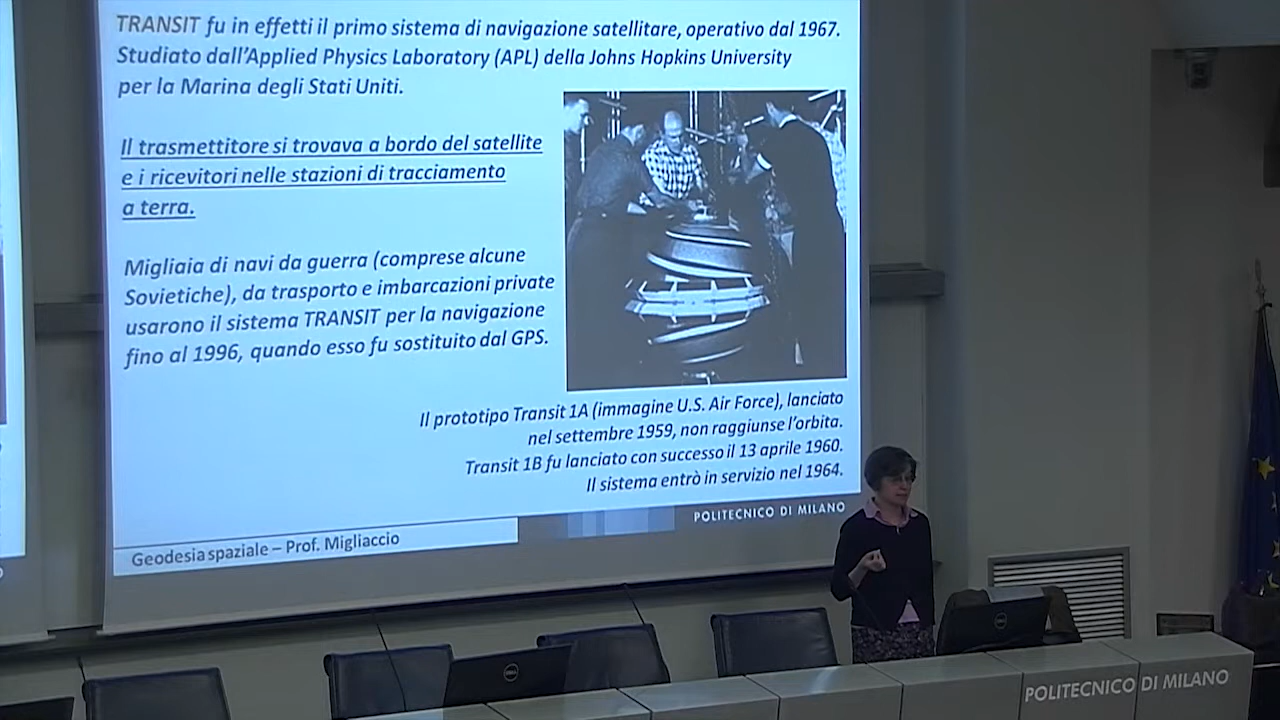 TRANSIT fu in effetti il primo sistema di navigazione satellitare, operativo dal 1967.
Studiato dall'Applied Physics Laboratory (APL) della Johns Hopkins University
per la Marina degli Stati Uniti.
Il trasmettitore si trovava a bordo del satellite
e i ricevitori nelle stazioni di tracciamento
a terra.
Migliaia di navi da guerra (comprese alcune
Sovietiche), da trasporto e imbarcazioni private
usarono il sistema TRANSIT per la navigazione
fino al 1996, quando esso fu sostituito dal GPS.
Il prototipo Transit 1A (immagine U.S. Air Force), lanciato
nel settembre 1959, non raggiunse l'orbita.
Transit 1B fu lanciato con successo il 13 aprile 1960.
Il sistema entrò in servizio nel 1964.
POLITECNICO DI MILANO
Geodesia spaziale – Prof. Migliaccio
DELL
DELL
POLITECNICO DI MILANO